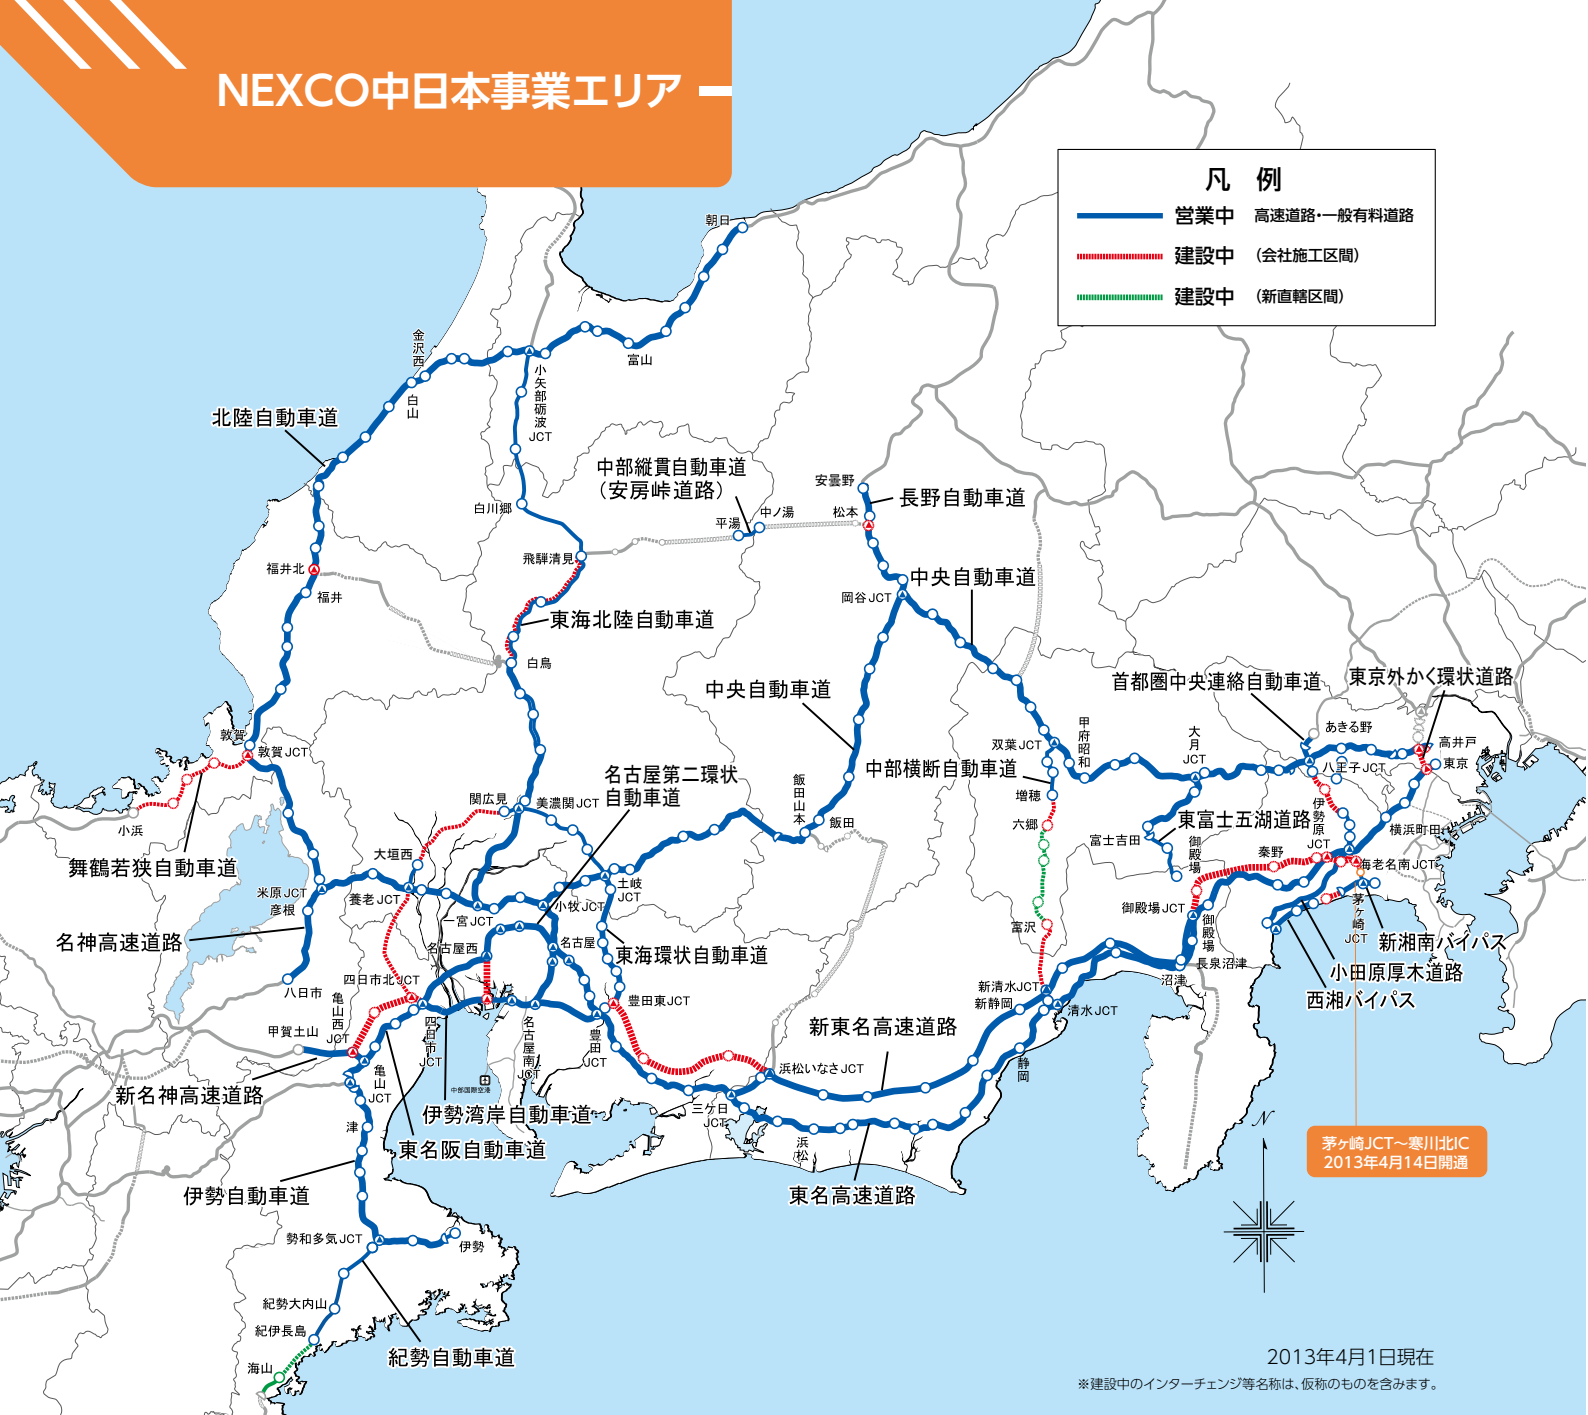 NEXCO中日本事業エリア
凡 例
営業中 高速道路・一般有料道路
建設中 （会社施工区間）
建設中 （新直轄区間）
朝日
金沢西
白山
富山
小矢部砺波JCT
北陸自動車道
中部縦貫自動車道
（安房峠道路）
平湯
中ノ湯
安曇野
松本
長野自動車道
白川郷
飛騨清見
福井北
福井
東海北陸自動車道
中央自動車道
岡谷JCT
白鳥
中央自動車道
首都圏中央連絡自動車道
東京外かく環状道路
あきる野
高井戸
東京
八王子JCT
敦賀
敦賀JCT
双葉JCT
甲府昭和
大月JCT
中部横断自動車道
増穂
六郷
名古屋第二環状
自動車道
飯田山本
飯田
関広見
美濃関JCT
小浜
舞鶴若狭自動車道
大垣西
東富士五湖道路
富士吉田
御殿場
秦野
伊勢原JCT
横浜町田
海老名南JCT
米原JCT
彦根
養老JCT
土岐JCT
一宮JCT
小牧JCT
名古屋西
名古屋
御殿場JCT
御殿場
茅ヶ崎JCT
新湘南バイパス
小田原厚木道路
西湘バイパス
名神高速道路
東海環状自動車道
富沢
長泉沼津
沼津
八日市
四日市北JCT
亀山西JCT
豊田東JCT
新清水JCT
新静岡
清水JCT
甲賀土山
四日市JCT
名古屋南JCT
豊田JCT
新東名高速道路
静岡
浜松いなさJCT
新名神高速道路
亀山JCT
中部国際空港
伊勢湾岸自動車道
三ケ日JCT
浜松
津
東名阪自動車道
東名高速道路
伊勢自動車道
N
茅ヶ崎JCT～寒川北IC
2013年4月14日開通
勢和多気JCT
伊勢
紀勢大内山
紀伊長島
海山
紀勢自動車道
2013年4月1日現在
※建設中のインターチェンジ等名称は、仮称のものを含みます。